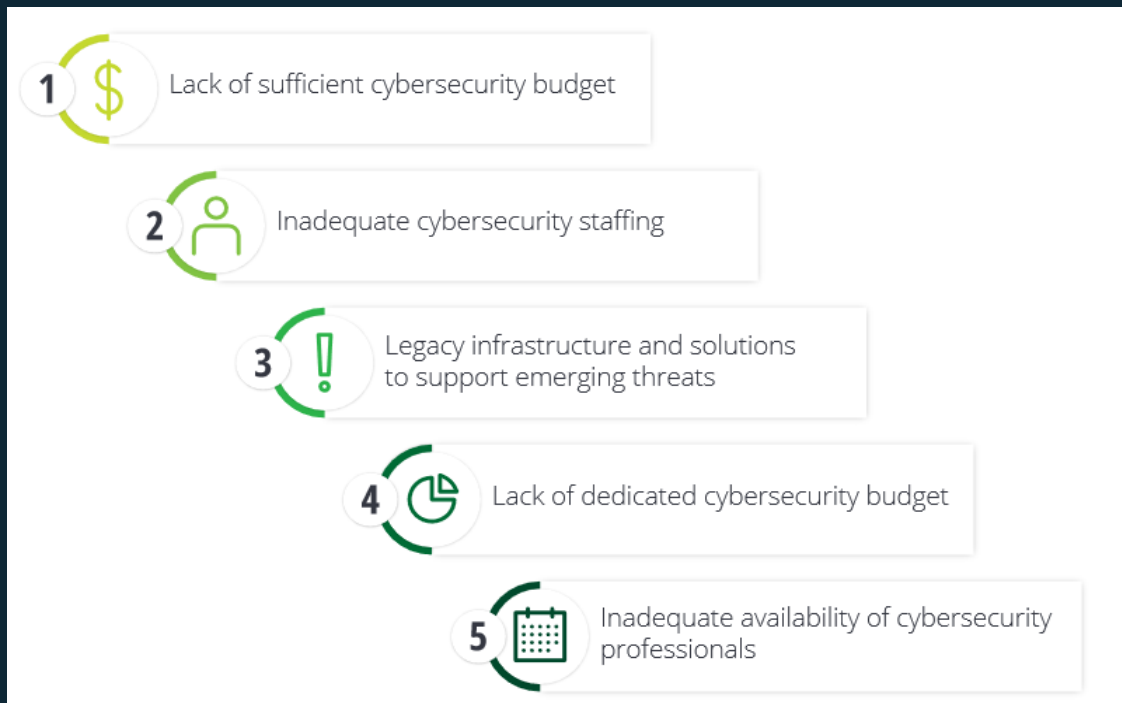 1
Lack of sufficient cybersecurity budget
2
Inadequate cybersecurity staffing
3
Legacy infrastructure and solutions
to support emerging threats
4
Lack of dedicated cybersecurity budget
5
Inadequate availability of cybersecurity
professionals